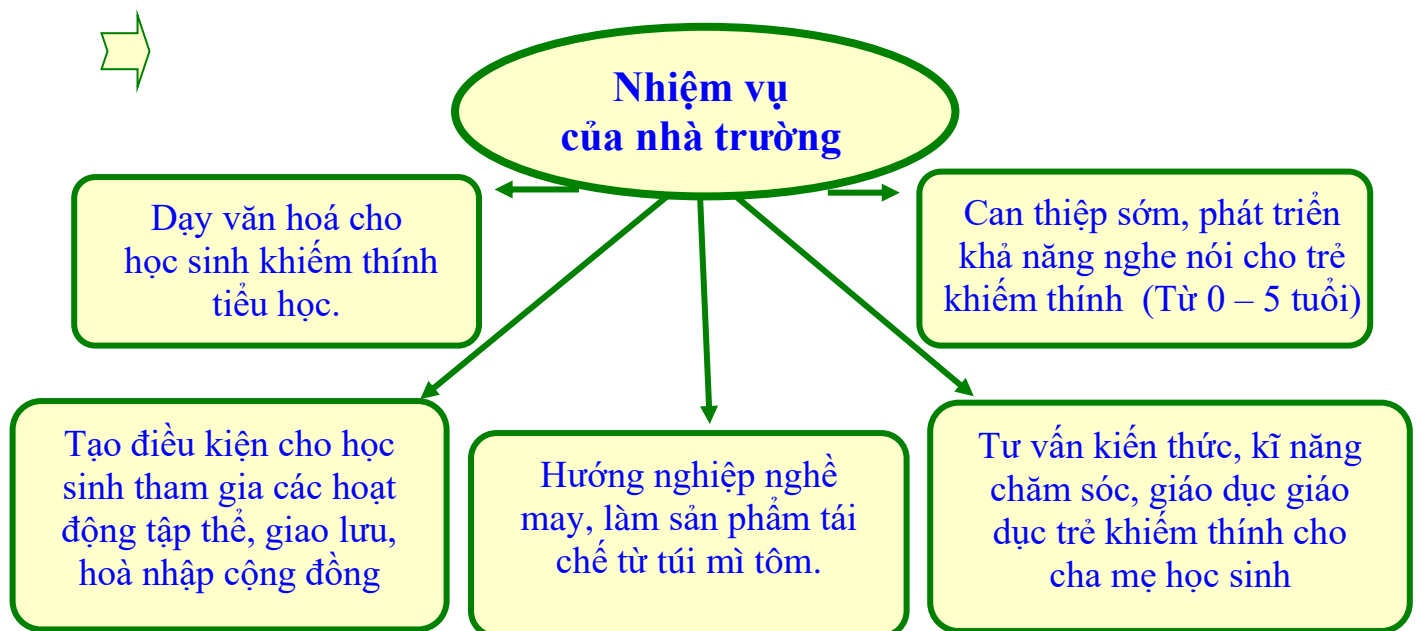 Nhiệm vụ
của nhà trường
Dạy văn hoá cho
học sinh khiếm thính
tiểu học.
Can thiệp sớm, phát triển
khả năng nghe nói cho trẻ
khiếm thính (Từ 0 – 5 tuổi)
Tạo điều kiện cho học
sinh tham gia các hoạt
động tập thể, giao lưu,
hoà nhập cộng đồng
Hướng nghiệp nghề
may, làm sản phẩm tái
chế từ túi mì tôm.
Tư vấn kiến thức, kĩ năng
chăm sóc, giáo dục giáo
dục trẻ khiếm thính cho
cha mẹ học sinh